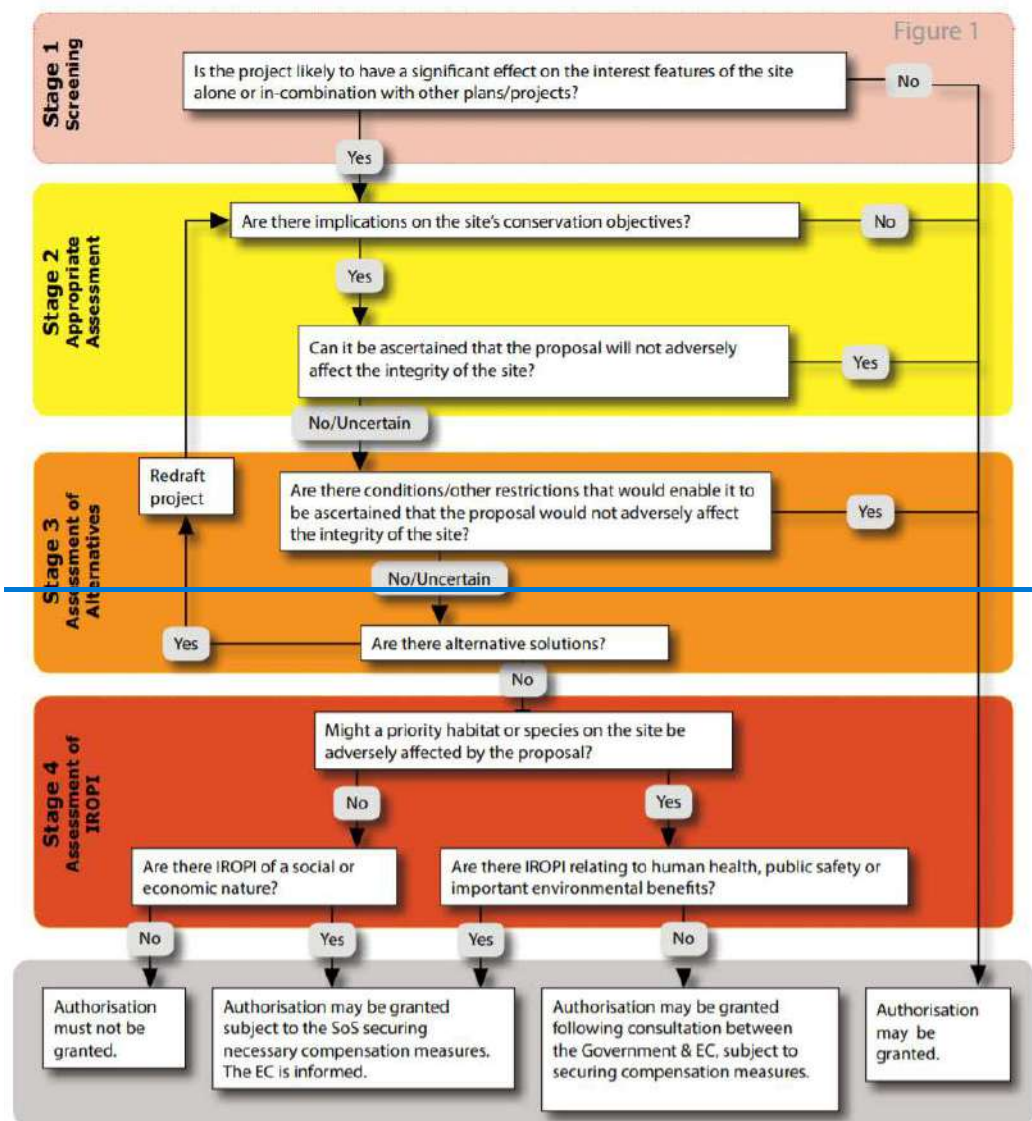 Figure 1
Stage 1
Screening
Is the project likely to have a significant effect on the interest features of the site
alone or in-combination with other plans/projects?
No
Yes
Stage 2
Appropriate
Assessment
Are there implications on the site's conservation objectives?
No
Yes
Can it be ascertained that the proposal will not adversely
affect the integrity of the site?
Yes
No/Uncertain
Stage 3
Assessment of
Alternatives
Redraft
project
Are there conditions/other restrictions that would enable it to
be ascertained that the proposal would not adversely affect
the integrity of the site?
Yes
No/Uncertain
Are there alternative solutions?
Yes
No
Stage 4
Assessment of
IROPI
Might a priority habitat or species on the site be
adversely affected by the proposal?
No
Yes
Are there IROPI of a social or
economic nature?
Are there IROPI relating to human health, public safety or
important environmental benefits?
No
Yes
Yes
No
Authorisation
must not be
granted.
Authorisation may be granted
subject to the SoS securing
necessary compensation measures.
The EC is informed.
Authorisation may be granted
following consultation between
the Government & EC, subject to
securing compensation measures.
Authorisation
may be
granted.